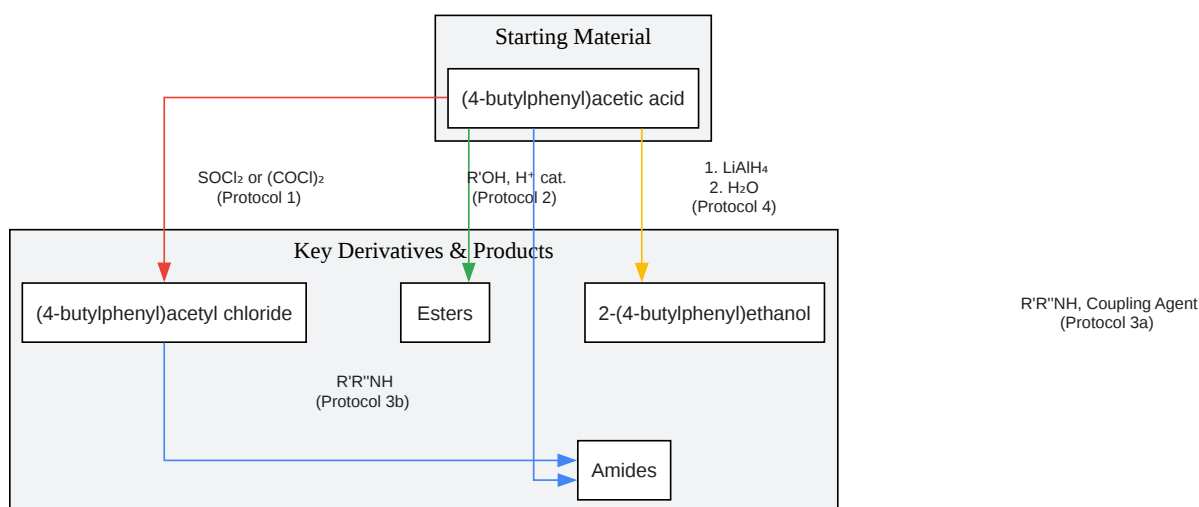 Starting Material
(4-butylphenyl)acetic acid
SOCl₂ or (COCl)₂
(Protocol 1)
R'OH, H⁺ cat.
(Protocol 2)
1. LiAlH₄
2. H₂O
(Protocol 4)
Key Derivatives & Products
(4-butylphenyl)acetyl chloride
Esters
2-(4-butylphenyl)ethanol
R'R''NH, Coupling Agent
(Protocol 3a)
R'R''NH
(Protocol 3b)
Amides